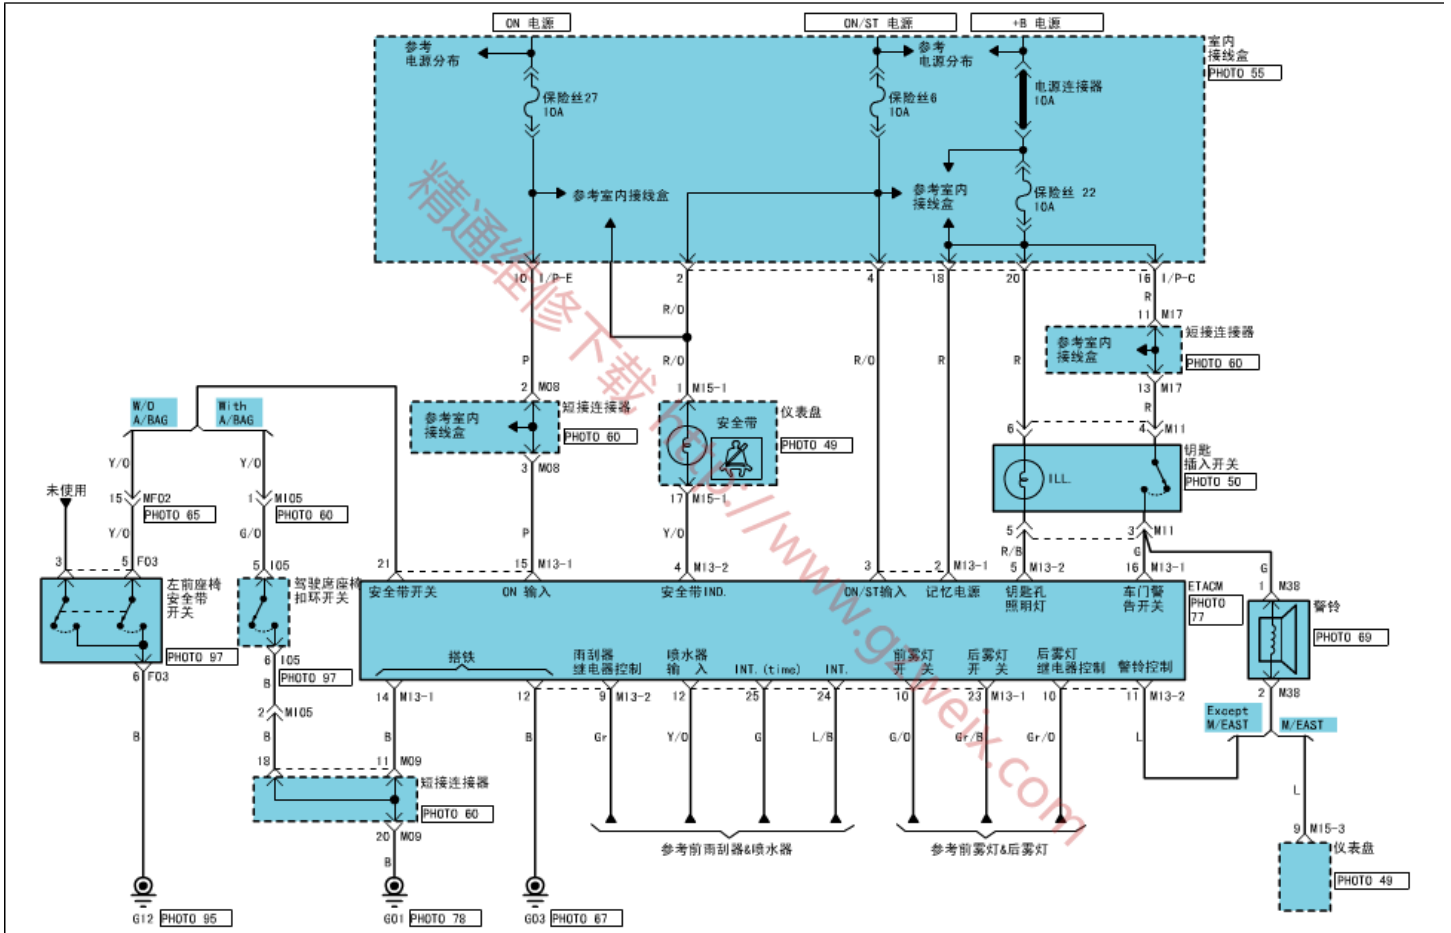 ON 电源
ON/ST 电源
+B 电源
参考
电源分布
参考
电源分布
室内
接线盒
PHOTO 55
保险丝27
10A
保险丝6
10A
电源连接器
10A
参考室内接线盒
参考室内
接线盒
保险丝 22
10A
10 I/P-E
2
4
18
20
16 I/P-C
R/O
R
11 M17
短接连接器
参考室内
接线盒
PHOTO 60
P
R/O
R/O
R
R
13 M17
R
2 M08
1 M15-1
W/O
A/BAG
With
A/BAG
参考室内
接线盒
短接连接器
PHOTO 60
安全带
仪表盘
PHOTO 49
6
4 M11
钥匙
插入开关
PHOTO 50
ILL.
Y/O
Y/O
3 M08
17 M15-1
未使用
15 MF02
PHOTO 65
1 MI05
PHOTO 60
Y/O
G/O
P
Y/O
5
3 M11
R/B
G
G
3
5 F03
5 I05
21
15 M13-1
4 M13-2
3
2 M13-1
5 M13-2
16 M13-1
1 M38
左前座椅
安全带
开关
PHOTO 97
驾驶席座椅
扣环开关
安全带开关
ON 输入
安全带IND.
ON/ST输入
记忆电源
钥匙孔
照明灯
车门警
告开关
ETACM
PHOTO
77
警铃
PHOTO 69
搭铁
雨刮器
继电器控制
喷水器
输 入
INT. (time)
INT.
前雾灯
开 关
后雾灯
开 关
后雾灯
继电器控制
警铃控制
6 F03
6 I05
PHOTO 97
B
2 MI05
14 M13-1
12
9 M13-2
12
25
24
10
23 M13-1
10
11 M13-2
2 M38
Except
M/EAST
M/EAST
B
B
B
B
Gr
Y/O
G
L/B
G/O
Gr/B
Gr/O
L
18
11 M09
短接连接器
PHOTO 60
L
20 M09
B
9 M15-3
仪表盘
PHOTO 49
参考前雨刮器&喷水器
参考前雾灯&后雾灯
G12 PHOTO 95
G01 PHOTO 78
G03 PHOTO 67
精通维修下载 http://www.gzweix.com